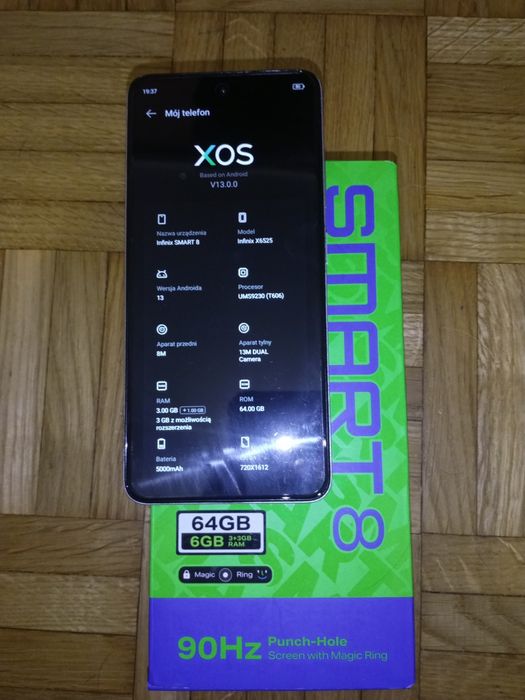 19:37
← Mój telefon
XOS
Based on Android
V13.0.0
Nazwa urządzenia
Infinix SMART 8
Model
Infinix X6525
Wersja Androida
13
Procesor
UMS9230 (T606)
Aparat przedni
8M
Aparat tylny
13M DUAL
Camera
RAM
3.00 GB +1.00 GB
3 GB z możliwością
rozszerzenia
ROM
64.00 GB
Bateria
5000mAh
720X1612
SMART 8
64GB
6GB 3+3GB
RAM
Magic Ring
90Hz Punch-Hole
Screen with Magic Ring